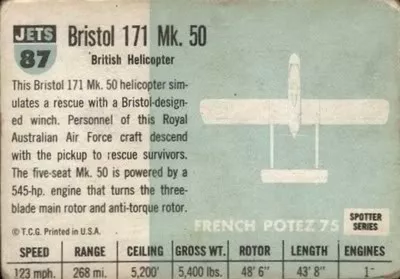 JETS
87
Bristol 171 Mk. 50
British Helicopter
This Bristol 171 Mk. 50 helicopter sim-
ulates a rescue with a Bristol-design-
ed winch. Personnel of this Royal
Australian Air Force craft descend
with the pickup to rescue survivors.
The five-seat Mk. 50 is powered by a
545-hp. engine that turns the three-
blade main rotor and anti-torque rotor.
© T.C.G. Printed in U.S.A.
FRENCH POTEZ 75
SPOTTER
SERIES
SPEED RANGE CEILING GROSS WT. ROTOR LENGTH ENGINES
123 mph. 268 mi. 5,200' 5,400 lbs. 48' 6" 43' 8" 1